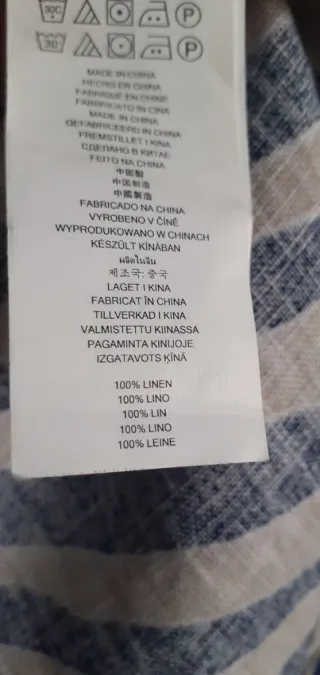 30C P
30 P
MADE IN CHINA
HECHO EN CHINA
FABRIQUÉ EN CHINE
FABBRICATO IN CINA
MADE IN CHINA
GEFABRICEERD IN CHINA
FREMSTILLET I KINA
СДЕЛАНО В КИТАЕ
FEITO NA CHINA
中国製
中国制造
中國製造
FABRICADO NA CHINA
VYROBENO V ČÍNĚ
WYPRODUKOWANO W CHINACH
KÉSZÜLT KÍNÁBAN
ผลิตในจีน
제조국: 중국
LAGET I KINA
FABRICAT ÎN CHINA
TILLVERKAD I KINA
VALMISTETTU KIINASSA
PAGAMINTA KINIJOJE
IZGATAVOTS ĶĪNĀ
100% LINEN
100% LINO
100% LIN
100% LINO
100% LEINE